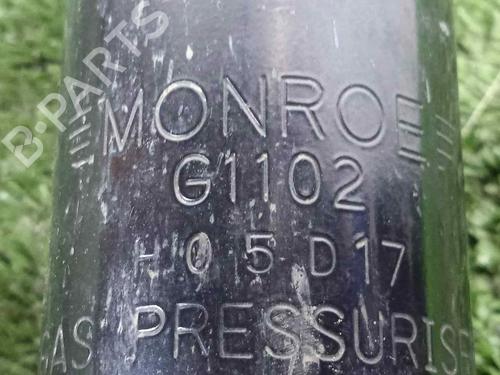 B-PARTS
MONROE
G1102
H05D17
GAS PRESSURISE